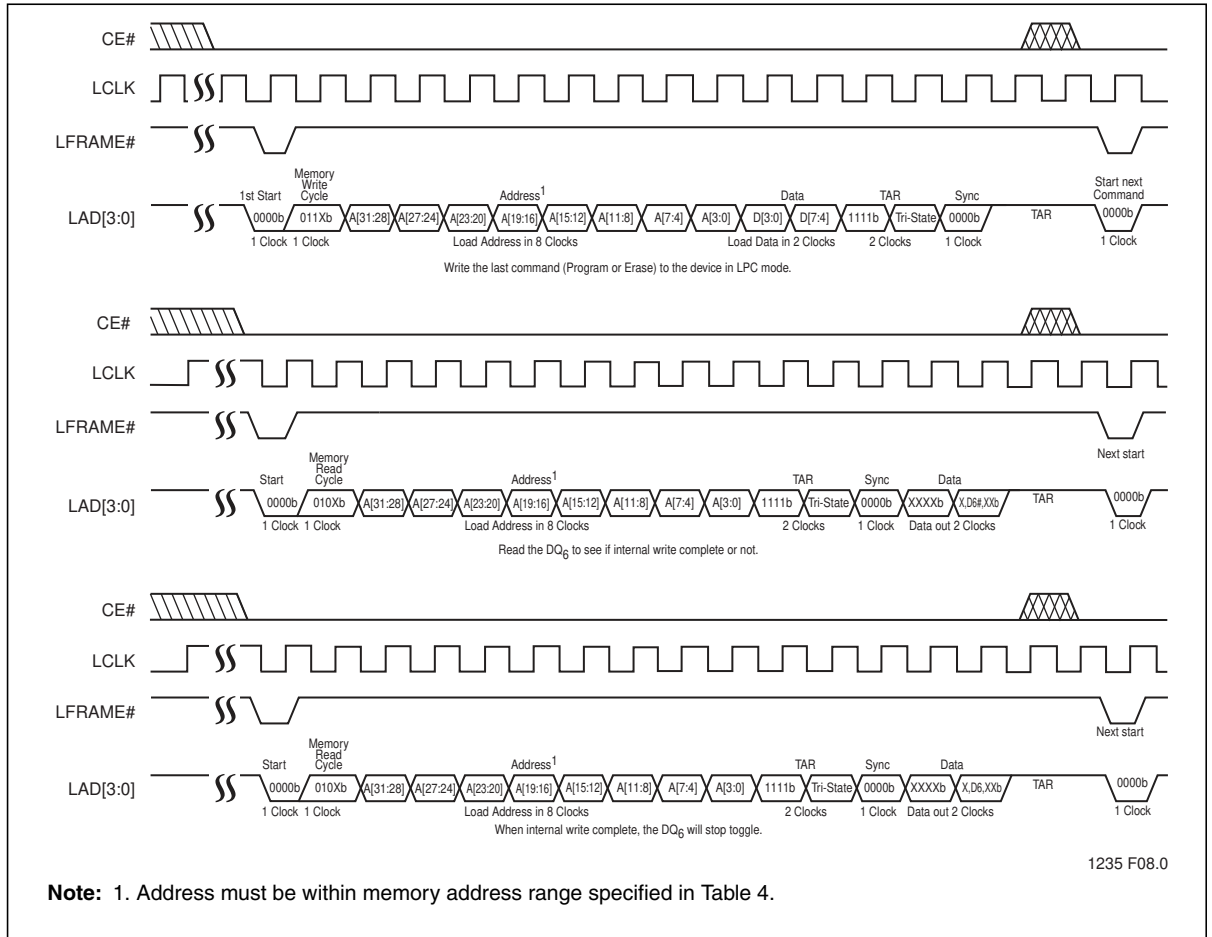 CE#
LCLK
LFRAME#
Memory
Write
Cycle
1st Start
Address1
Data
TAR
Sync
Start next
Command
LAD[3:0]
0000b 011Xb A[31:28] A[27:24] A[23:20] A[19:16] A[15:12] A[11:8] A[7:4] A[3:0] D[3:0] D[7:4] 1111b Tri-State 0000b TAR 0000b
1 Clock 1 Clock Load Address in 8 Clocks Load Data in 2 Clocks 2 Clocks 1 Clock 1 Clock
Write the last command (Program or Erase) to the device in LPC mode.
CE#
LCLK
LFRAME#
Next start
Memory
Read
Cycle
Start
Address1
TAR
Sync
Data
LAD[3:0]
0000b 010Xb A[31:28] A[27:24] A[23:20] A[19:16] A[15:12] A[11:8] A[7:4] A[3:0] 1111b Tri-State 0000b XXXXb X,D6#,XXb TAR 0000b
1 Clock 1 Clock Load Address in 8 Clocks 2 Clocks 1 Clock Data out 2 Clocks 1 Clock
Read the DQ6 to see if internal write complete or not.
CE#
LCLK
LFRAME#
Next start
Memory
Read
Cycle
Start
Address1
TAR
Sync
Data
LAD[3:0]
0000b 010Xb A[31:28] A[27:24] A[23:20] A[19:16] A[15:12] A[11:8] A[7:4] A[3:0] 1111b Tri-State 0000b XXXXb X,D6,XXb TAR 0000b
1 Clock 1 Clock Load Address in 8 Clocks 2 Clocks 1 Clock Data out 2 Clocks 1 Clock
When internal write complete, the DQ6 will stop toggle.
1235 F08.0
Note: 1. Address must be within memory address range specified in Table 4.